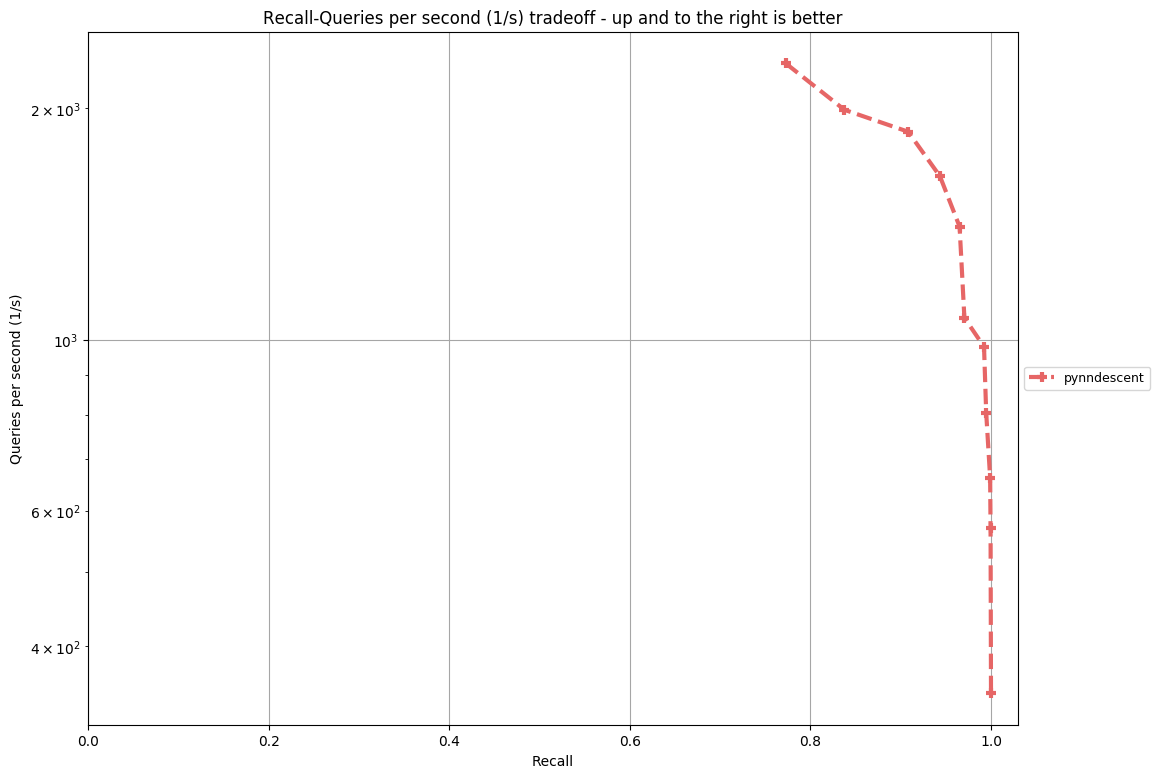 Recall-Queries per second (1/s) tradeoff - up and to the right is better
Queries per second (1/s)
2 × 10³
10³
6 × 10²
4 × 10²
pynndescent
0.0 0.2 0.4 0.6 0.8 1.0
Recall